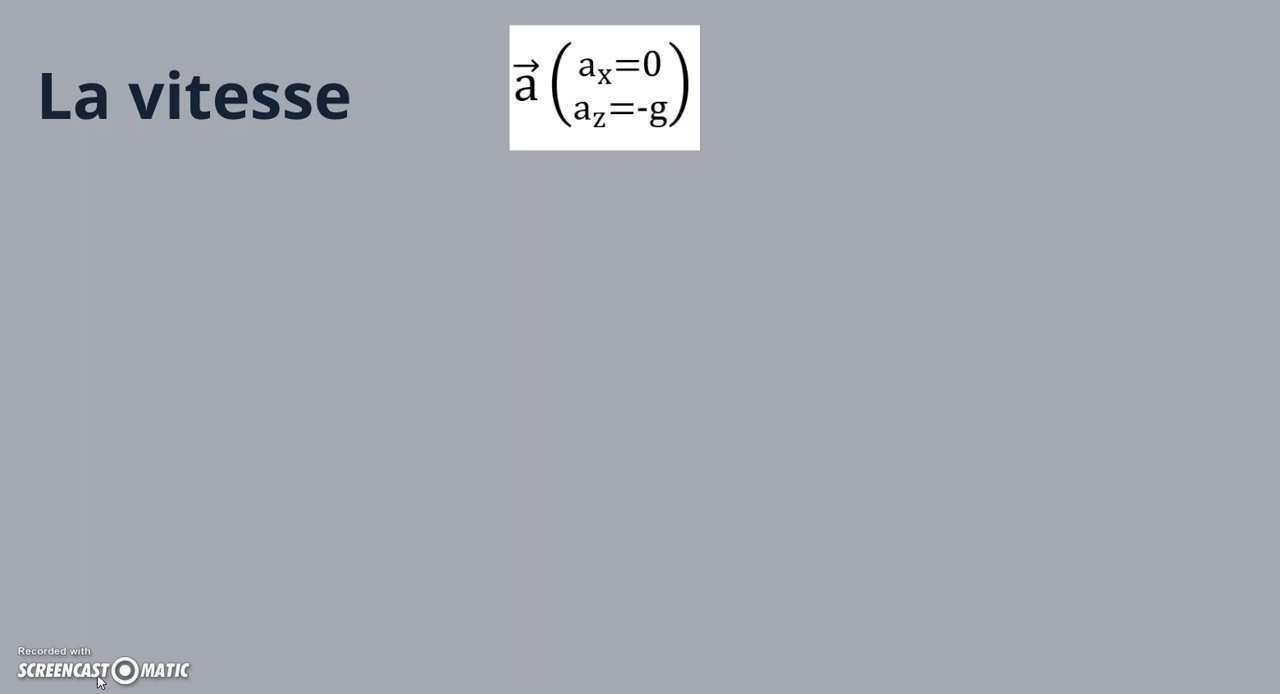 La vitesse
a⃗ (aₓ=0
a_z=-g)
Recorded with
SCREENCAST MATIC